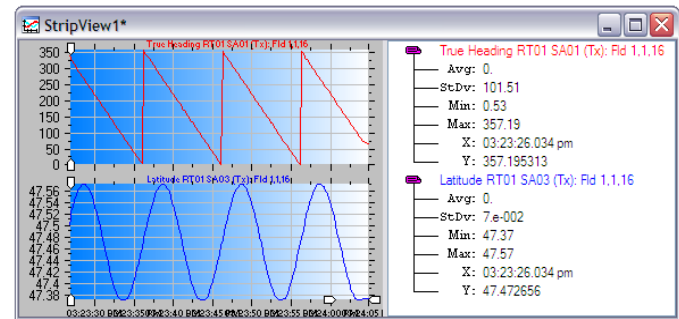 StripView1*
True Heading RT01 SA01 (Tx): Fld 1,1,16
350
300
250
200
150
100
50
0
Latitude RT01 SA03 (Tx): Fld 1,1,16
47.56
47.54
47.52
47.5
47.48
47.46
47.44
47.42
47.4
47.38
03:23:30
True Heading RT01 SA01 (Tx): Fld 1,1,16
Avg: 0.
StDv: 101.51
Min: 0.53
Max: 357.19
X: 03:23:26.034 pm
Y: 357.195313
Latitude RT01 SA03 (Tx): Fld 1,1,16
Avg: 0.
StDv: 7.e-002
Min: 47.37
Max: 47.57
X: 03:23:26.034 pm
Y: 47.472656